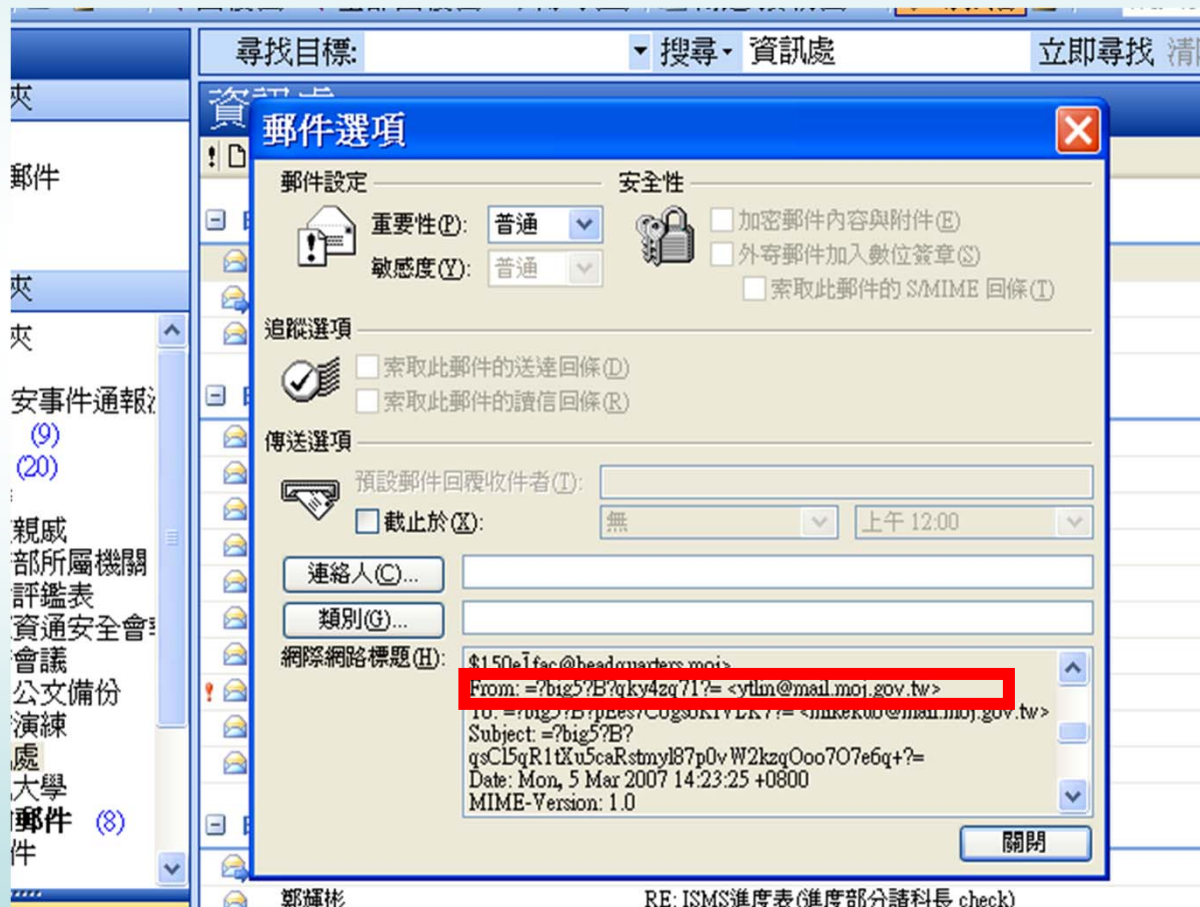 尋找目標:
搜尋
資訊處
立即尋找
夾
郵件
夾
夾
安事件通報
(9)
(20)
親戚
部所屬機關
評鑑表
資通安全會
會議
公文備份
演練
處
大學
郵件 (8)
件
郵件選項
郵件設定
重要性(P): 普通
敏感度(Y): 普通
安全性
加密郵件內容與附件(E)
外寄郵件加入數位簽章(S)
索取此郵件的 S/MIME 回條(T)
追蹤選項
索取此郵件的送達回條(D)
索取此郵件的讀信回條(R)
傳送選項
預設郵件回覆收件者(I):
截止於(X): 無 上午 12:00
連絡人(C)...
類別(G)...
網際網路標題(H):
$150e1fac@headquarters.moj>
From: =?big5?B?qky4zq71?= <ytlin@mail.moj.gov.tw>
Subject: =?big5?B?
Date: Mon, 5 Mar 2007 14:23:25 +0800
MIME-Version: 1.0
關閉
鄭輝彬 RE: ISMS進度表(進度部分請科長 check)